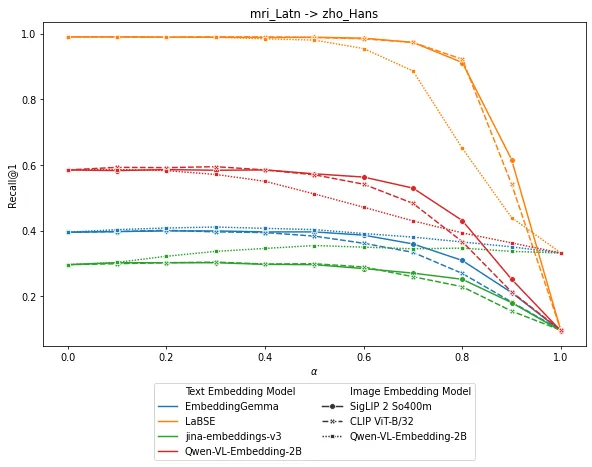 mri_Latn -> zho_Hans
Recall@1
1.0
0.8
0.6
0.4
0.2
0.0 0.2 0.4 0.6 0.8 1.0
α
Text Embedding Model
EmbeddingGemma
LaBSE
jina-embeddings-v3
Qwen-VL-Embedding-2B
Image Embedding Model
SigLIP 2 So400m
CLIP ViT-B/32
Qwen-VL-Embedding-2B